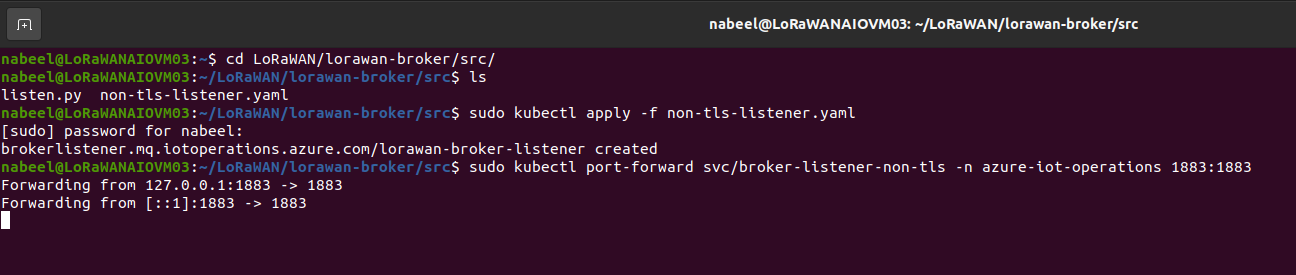 nabeel@LoRaWANAIOVM03: ~/LoRaWAN/lorawan-broker/src
nabeel@LoRaWANAIOVM03:~$ cd LoRaWAN/lorawan-broker/src/
nabeel@LoRaWANAIOVM03:~/LoRaWAN/lorawan-broker/src$ ls
listen.py  non-tls-listener.yaml
nabeel@LoRaWANAIOVM03:~/LoRaWAN/lorawan-broker/src$ sudo kubectl apply -f non-tls-listener.yaml
[sudo] password for nabeel:
brokerlistener.mq.iotoperations.azure.com/lorawan-broker-listener created
nabeel@LoRaWANAIOVM03:~/LoRaWAN/lorawan-broker/src$ sudo kubectl port-forward svc/broker-listener-non-tls -n azure-iot-operations 1883:1883
Forwarding from 127.0.0.1:1883 -> 1883
Forwarding from [::1]:1883 -> 1883